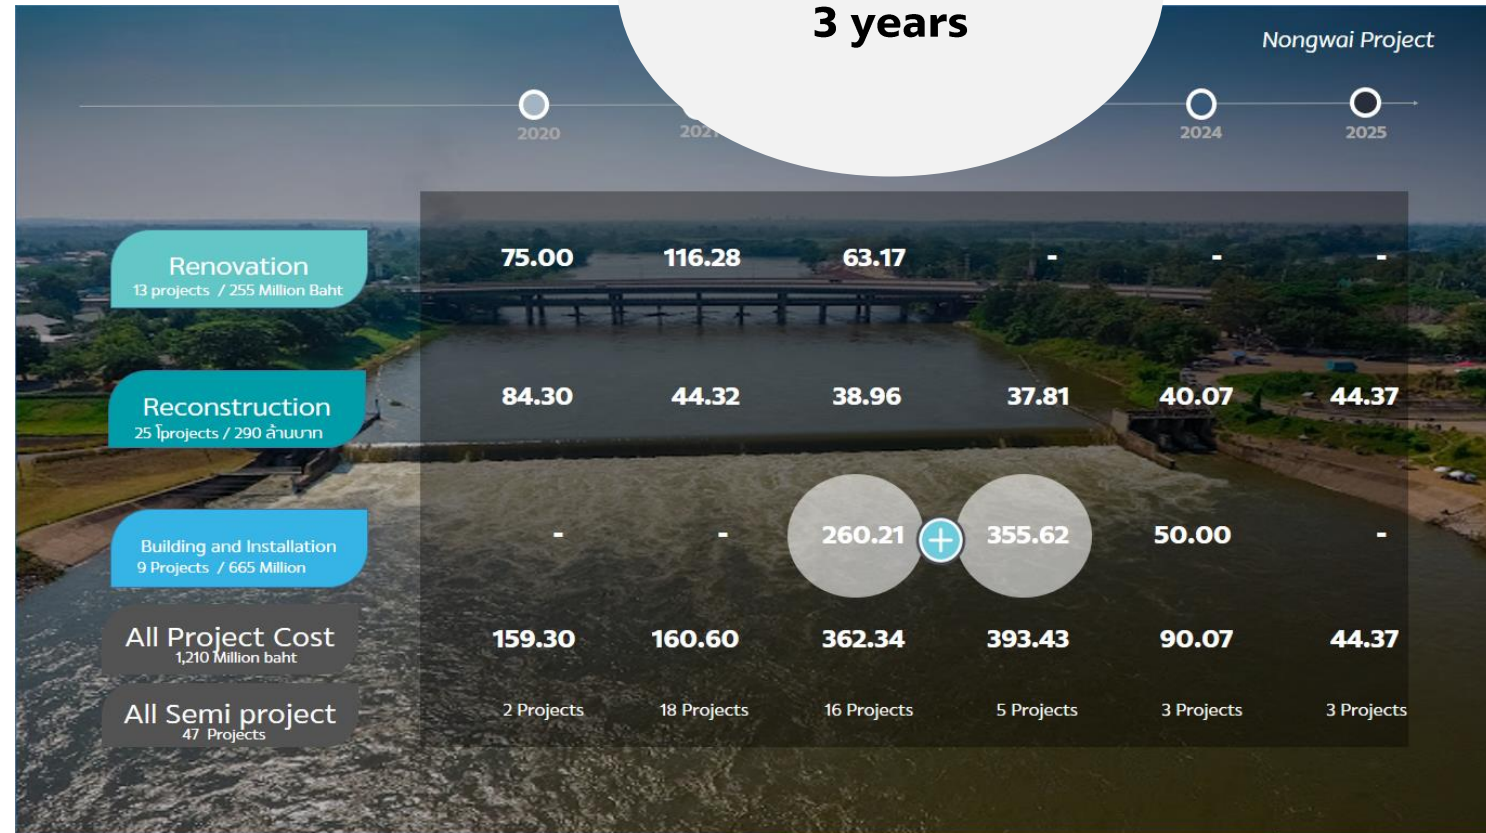 3 years
Nongwai Project
2020
2021
2024
2025
Renovation
13 projects / 255 Million Baht
75.00 116.28 63.17 - - -
Reconstruction
25 โprojects / 290 ล้านบาท
84.30 44.32 38.96 37.81 40.07 44.37
Building and Installation
9 Projects / 665 Million
- - 260.21 + 355.62 50.00 -
All Project Cost
1,210 Million baht
159.30 160.60 362.34 393.43 90.07 44.37
All Semi project
47 Projects
2 Projects 18 Projects 16 Projects 5 Projects 3 Projects 3 Projects